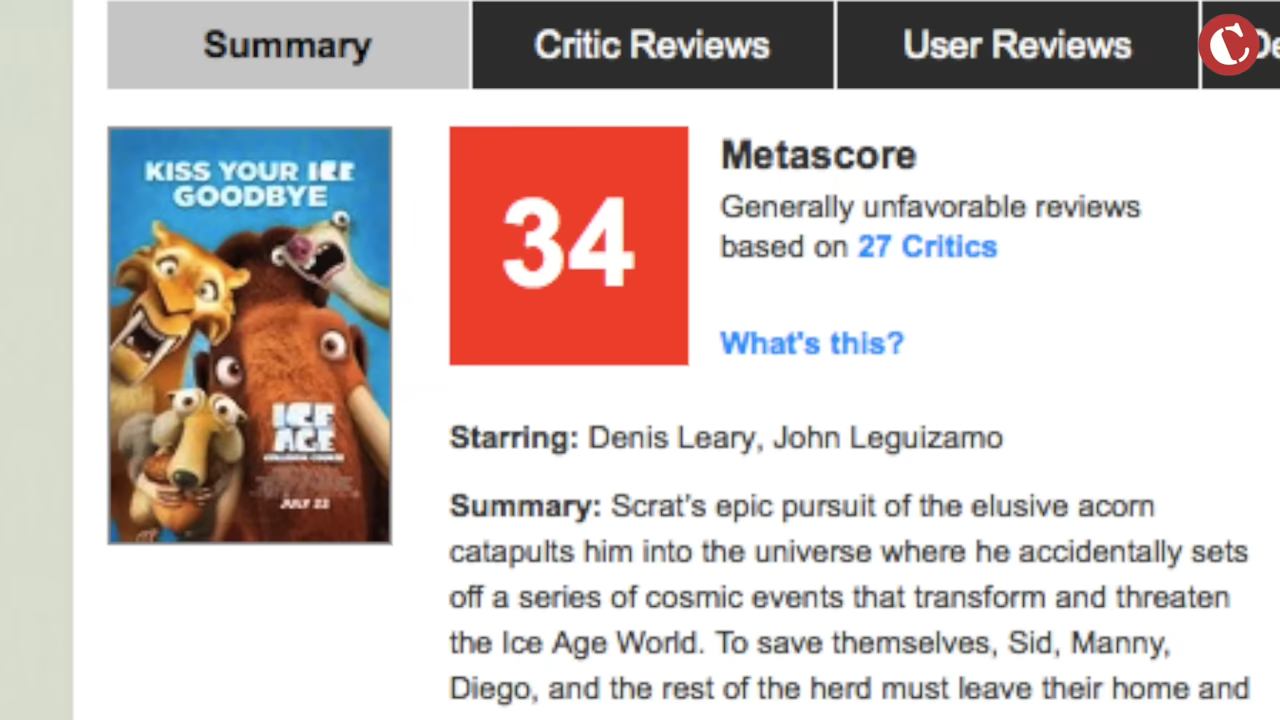 Summary
Critic Reviews
User Reviews
De
KISS YOUR ICE
GOODBYE
34
Metascore
Generally unfavorable reviews
based on 27 Critics
What's this?
ICE
AGE
COLLISION COURSE
JULY 22
Starring: Denis Leary, John Leguizamo
Summary: Scrat's epic pursuit of the elusive acorn
catapults him into the universe where he accidentally sets
off a series of cosmic events that transform and threaten
the Ice Age World. To save themselves, Sid, Manny,
Diego, and the rest of the herd must leave their home and